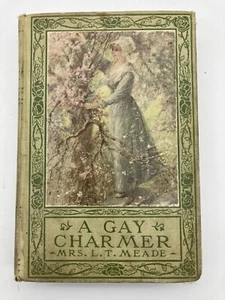 A GAY
CHARMER
MRS. L. T. MEADE